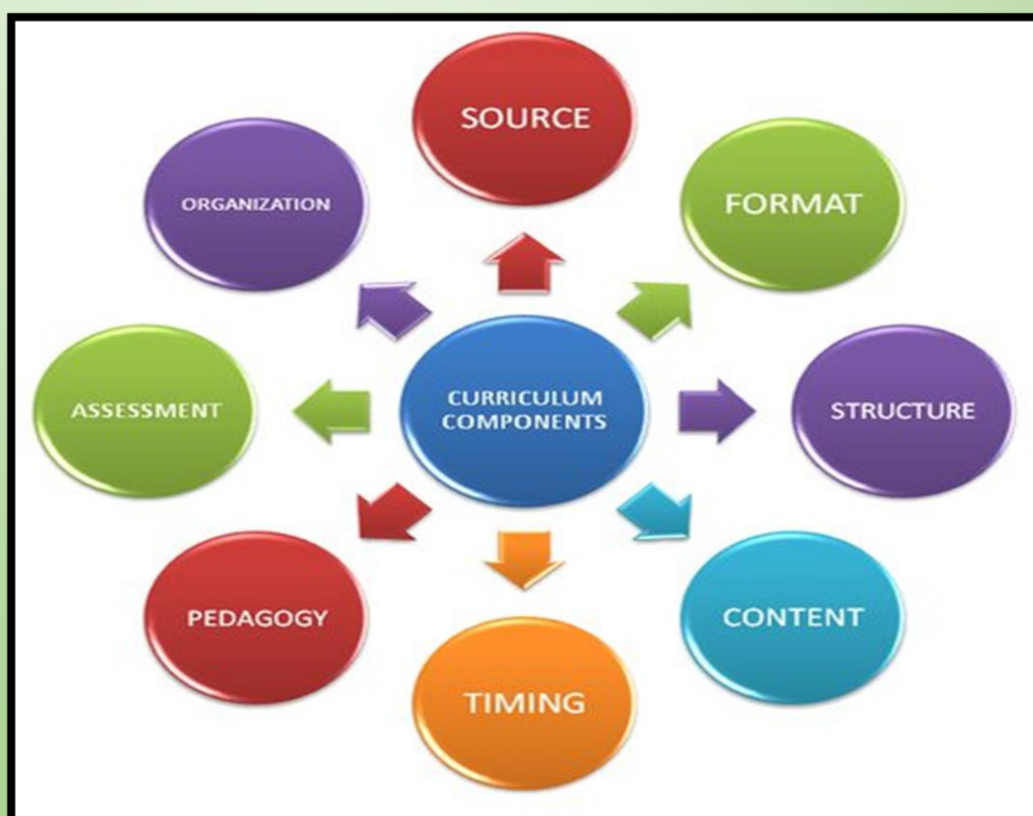 SOURCE
FORMAT
ORGANIZATION
CURRICULUM
COMPONENTS
ASSESSMENT
STRUCTURE
PEDAGOGY
CONTENT
TIMING